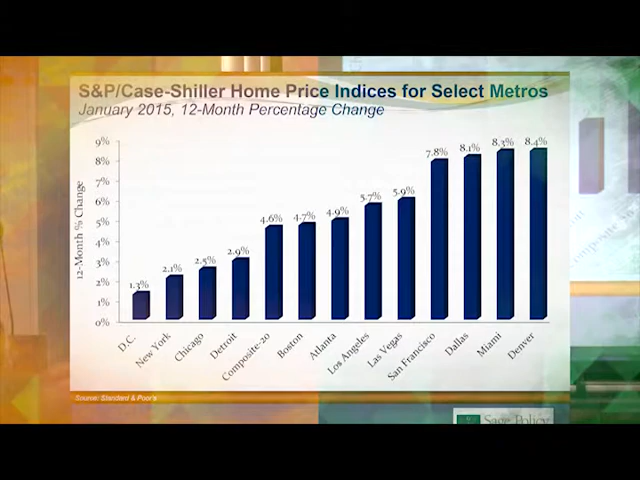 S&P/Case-Shiller Home Price Indices for Select Metros
January 2015, 12-Month Percentage Change
12-Month % Change
9%
8%
7%
6%
5%
4%
3%
2%
1%
0%
1.3%
2.1%
2.5%
2.9%
4.6%
4.7%
4.9%
5.7%
5.9%
7.8%
8.1%
8.3%
8.4%
D.C.
New York
Chicago
Detroit
Composite-20
Boston
Atlanta
Los Angeles
Las Vegas
San Francisco
Dallas
Miami
Denver
Source: Standard & Poor's
Sage Policy